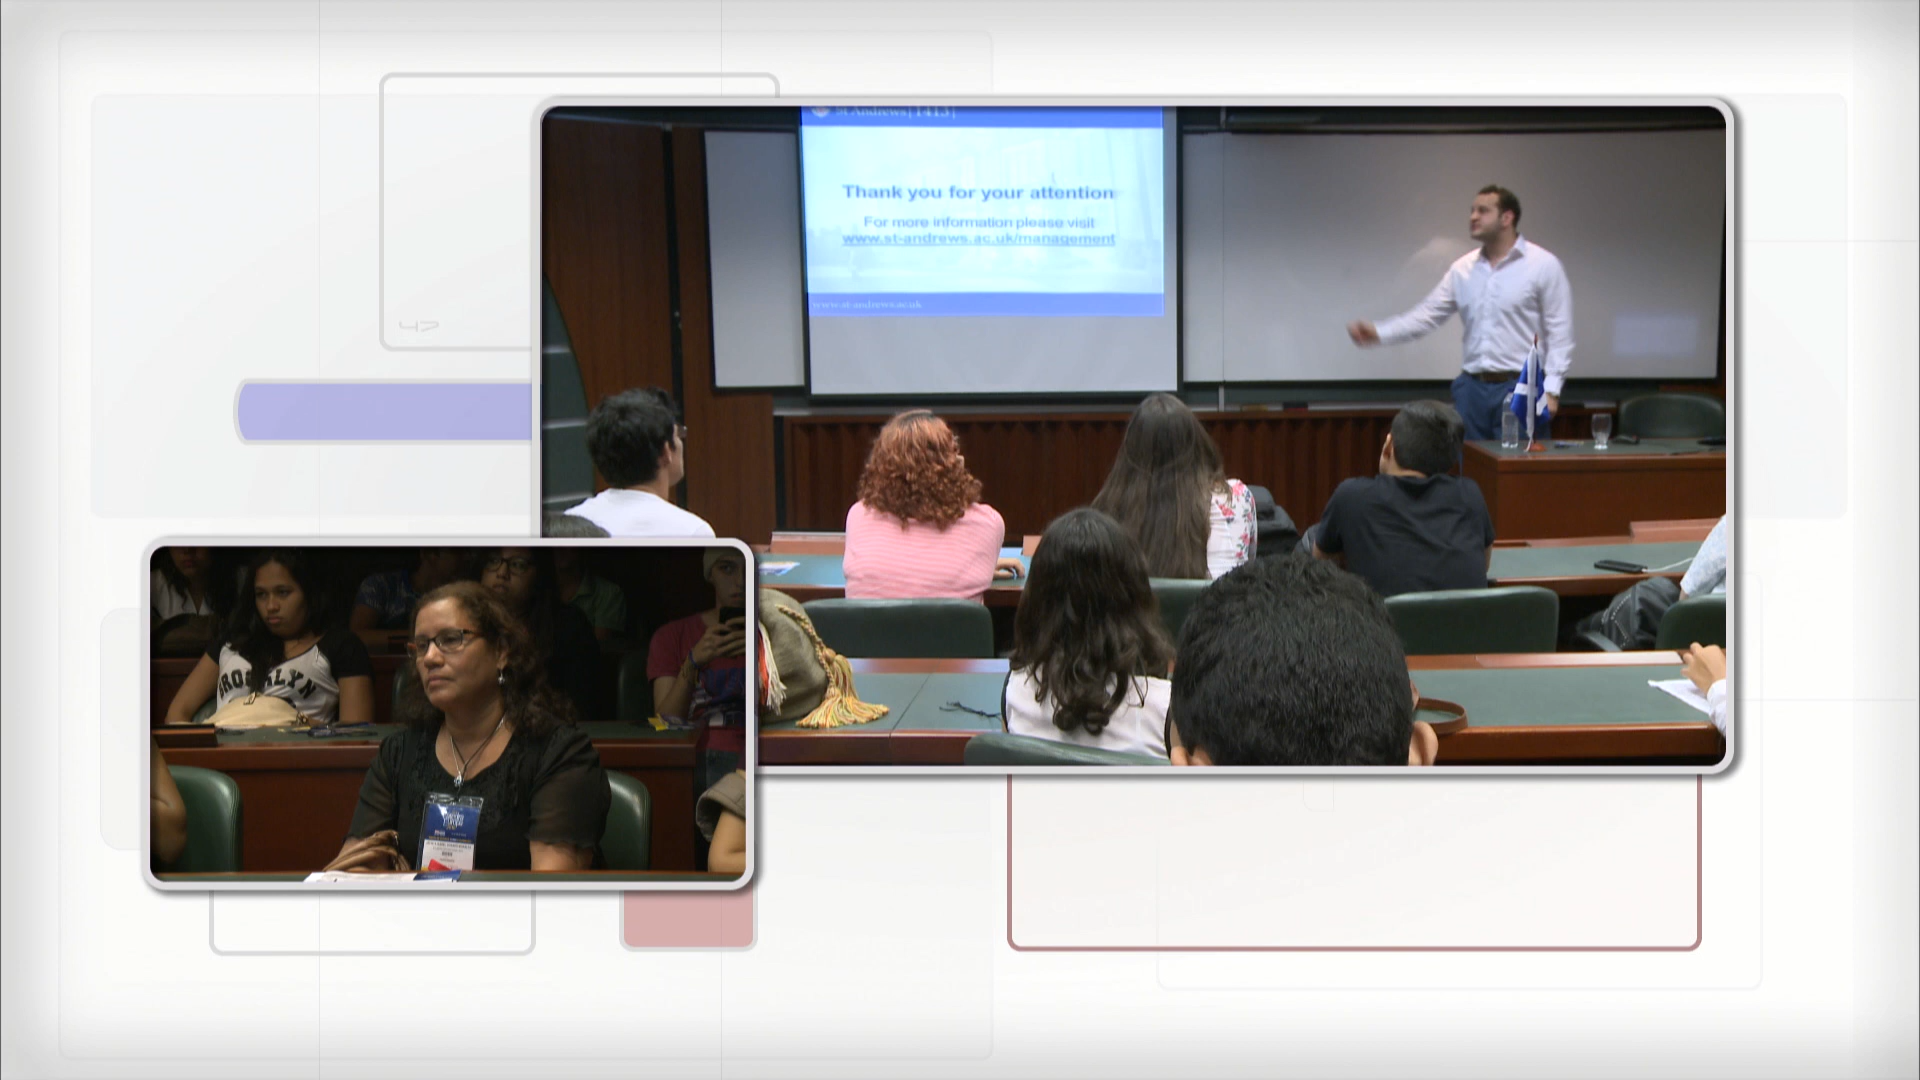 St Andrews | 1413 |
Thank you for your attention
For more information please visit
www.st-andrews.ac.uk/management
www.st-andrews.ac.uk
47
BROOKLYN